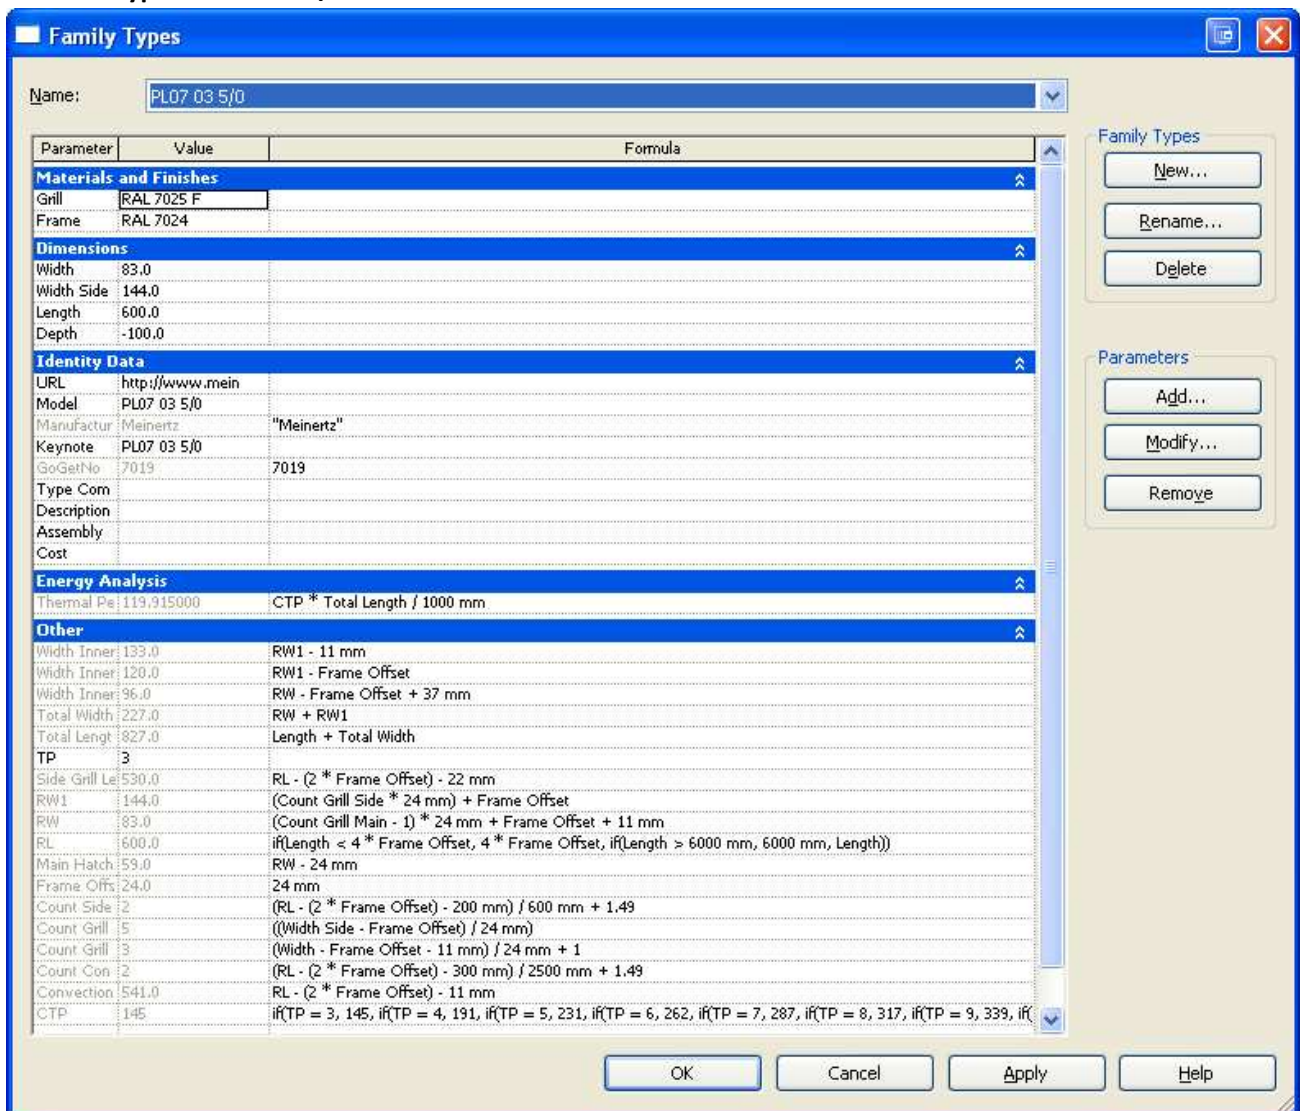 Family Types
Name: PL07 03 5/0
Parameter Value Formula
Materials and Finishes
Grill RAL 7025 F
Frame RAL 7024
Dimensions
Width 83.0
Width Side 144.0
Length 600.0
Depth -100.0
Identity Data
URL http://www.mein
Model PL07 03 5/0
Manufactur Meinertz "Meinertz"
Keynote PL07 03 5/0
GoGetNo 7019 7019
Type Com
Description
Assembly
Cost
Energy Analysis
Thermal Pe 119.915000 CTP * Total Length / 1000 mm
Other
Width Inner 133.0 RW1 - 11 mm
Width Inner 120.0 RW1 - Frame Offset
Width Inner 96.0 RW - Frame Offset + 37 mm
Total Width 227.0 RW + RW1
Total Lengt 827.0 Length + Total Width
TP 3
Side Grill Le 530.0 RL - (2 * Frame Offset) - 22 mm
RW1 144.0 (Count Grill Side * 24 mm) + Frame Offset
RW 83.0 (Count Grill Main - 1) * 24 mm + Frame Offset + 11 mm
RL 600.0 if(Length < 4 * Frame Offset, 4 * Frame Offset, if(Length > 6000 mm, 6000 mm, Length))
Main Hatch 59.0 RW - 24 mm
Frame Offs 24.0 24 mm
Count Side 2 (RL - (2 * Frame Offset) - 200 mm) / 600 mm + 1.49
Count Grill 5 ((Width Side - Frame Offset) / 24 mm)
Count Grill 3 (Width - Frame Offset - 11 mm) / 24 mm + 1
Count Con 2 (RL - (2 * Frame Offset) - 300 mm) / 2500 mm + 1.49
Convection 541.0 RL - (2 * Frame Offset) - 11 mm
CTP 145 if(TP = 3, 145, if(TP = 4, 191, if(TP = 5, 231, if(TP = 6, 262, if(TP = 7, 287, if(TP = 8, 317, if(TP = 9, 339, if(
Family Types
New...
Rename...
Delete
Parameters
Add...
Modify...
Remove
OK Cancel Apply Help